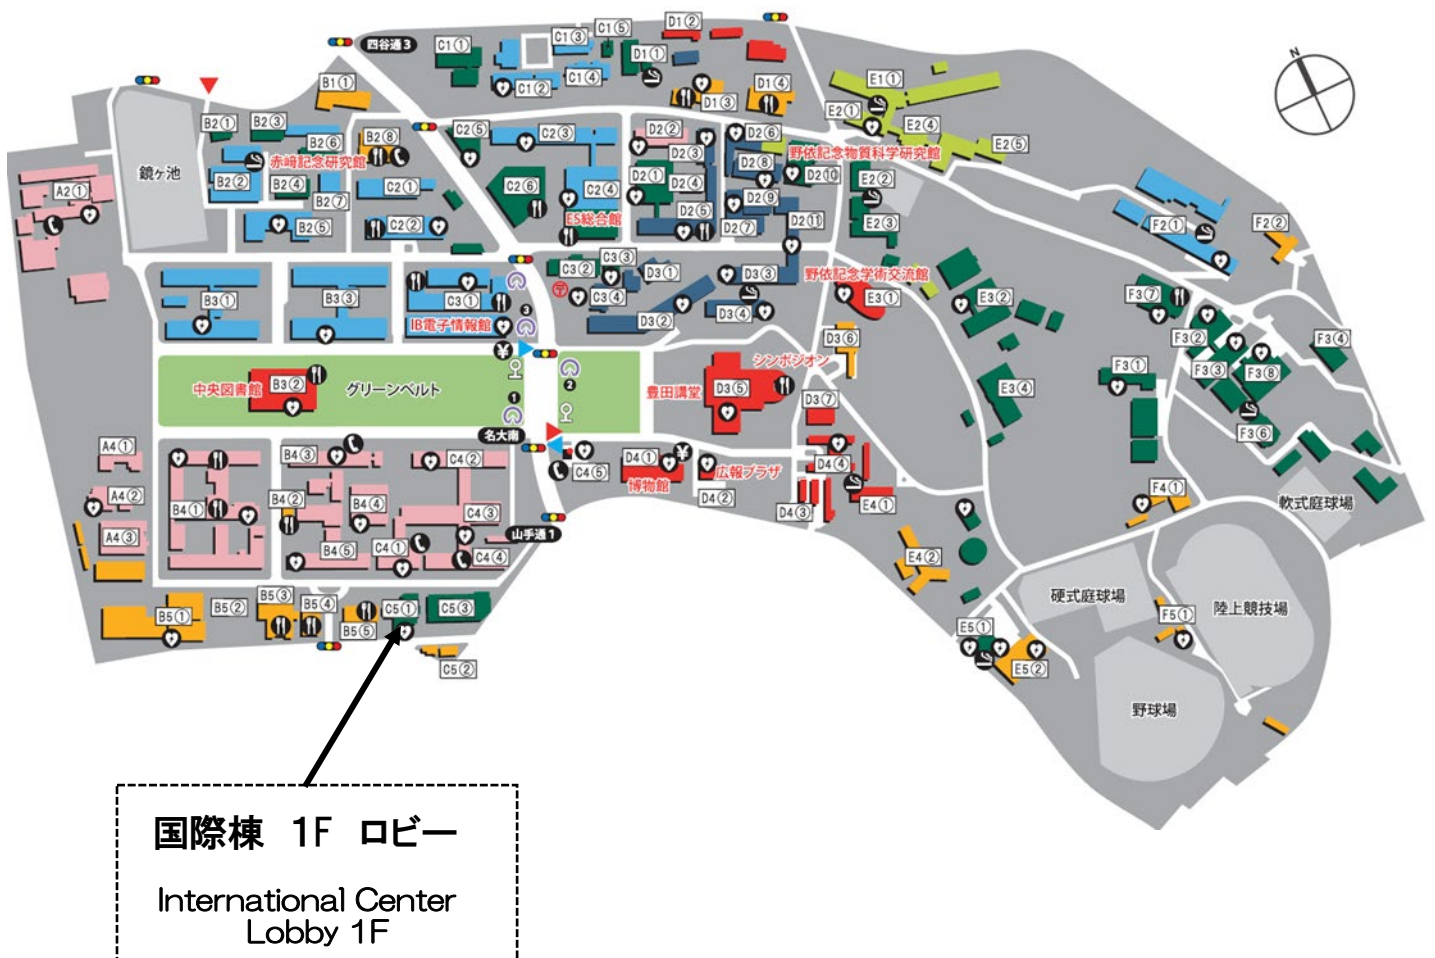 四谷通3
C1①
C1③
C1⑤
D1②
D1①
C1②
C1④
D1③
D1④
E1①
N
B1①
B2①
B2③
B2⑥
B2⑧
赤﨑記念研究館
B2②
B2④
B2⑦
B2⑤
C2①
C2②
C2⑤
C2③
C2⑥
C2④
ES総合館
D2②
D2③
D2①
D2④
D2⑤
D2⑥
D2⑧
D2⑨
D2⑦
D2⑩
D2⑪
野依記念物質科学研究館
E2①
E2④
E2⑤
E2②
E2③
F2①
F2②
鏡ヶ池
A2①
B3①
B3③
C3①
IB電子情報館
3
¥
C3②
C3③
C3④
D3①
D3②
D3③
D3④
野依記念学術交流館
E3①
E3②
F3⑦
F3②
F3④
F3③
F3⑧
F3①
F3⑥
D3⑥
シンポジオン
豊田講堂
D3⑤
D3⑦
E3④
中央図書館
B3②
グリーンベルト
1
2
名大南
A4①
A4②
A4③
B4①
B4③
B4②
B4④
B4⑤
C4②
C4③
C4①
C4④
C4⑤
D4①
¥
博物館
広報プラザ
D4②
D4④
D4③
E4①
E4②
F4①
軟式庭球場
山手通1
B5①
B5②
B5③
B5④
B5⑤
C5①
C5③
C5②
E5①
E5②
硬式庭球場
陸上競技場
F5①
野球場
国際棟 1F ロビー
International Center
Lobby 1F